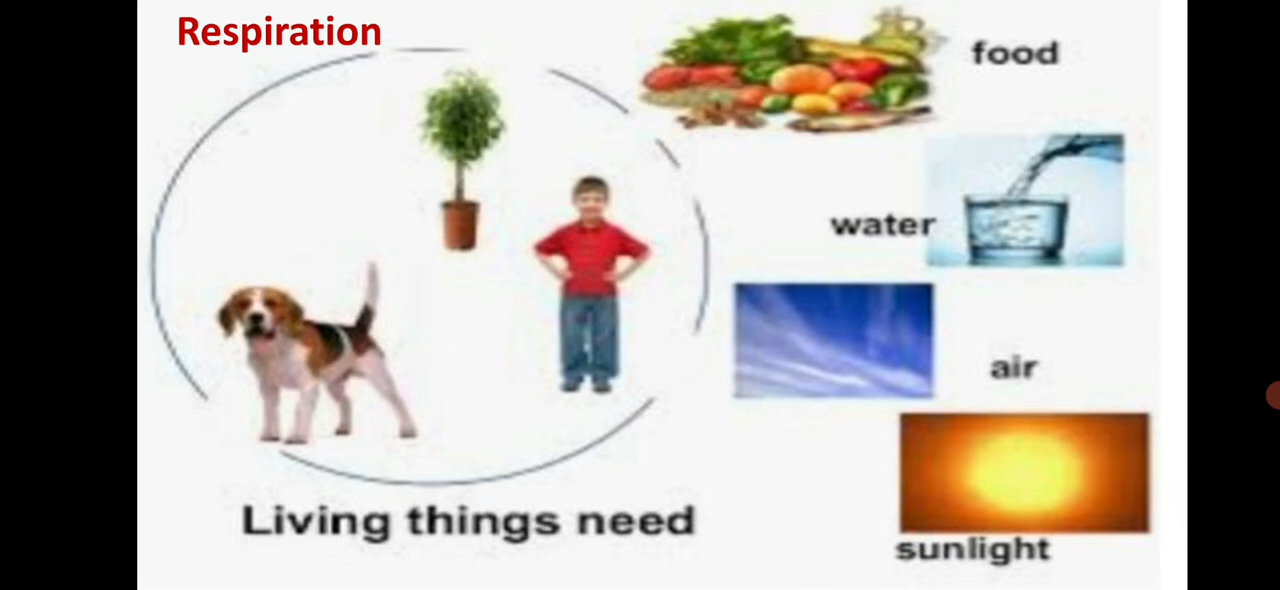 Respiration
food
water
air
sunlight
Living things need